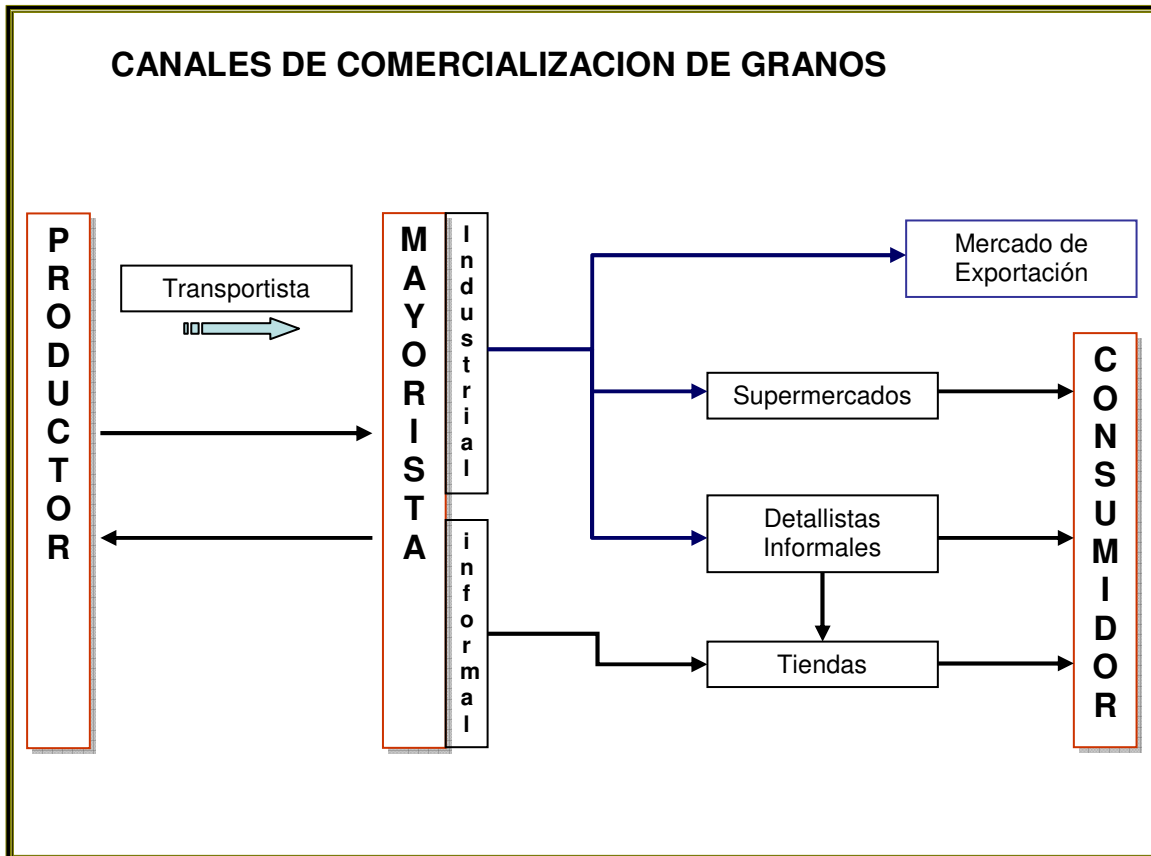 CANALES DE COMERCIALIZACION DE GRANOS
PRODUCTOR
Transportista
MAYORISTA
Industrial
informal
Mercado de
Exportación
Supermercados
Detallistas
Informales
Tiendas
CONSUMIDOR